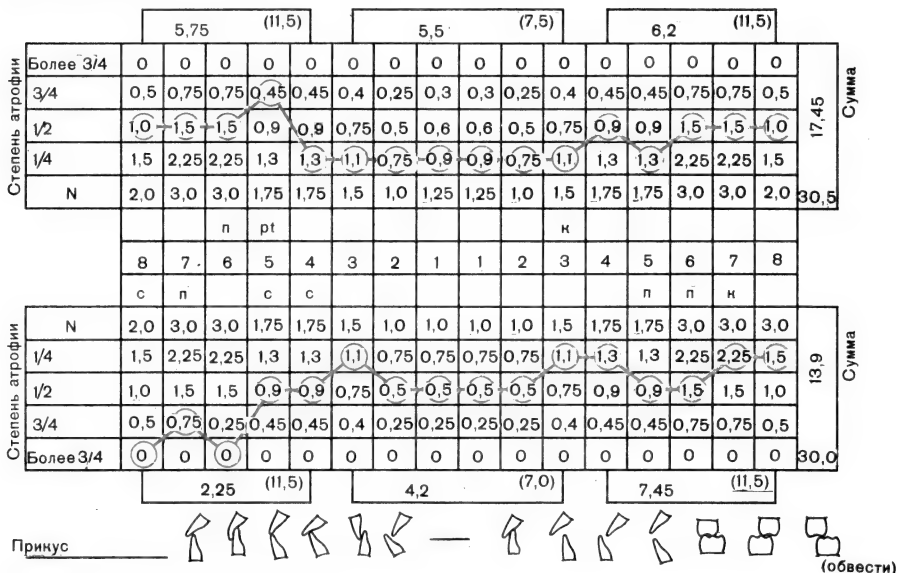 5,75 (11,5) 5,5 (7,5) 6,2 (11,5)
Степень атрофии
Более 3/4 0 0 0 0 0 0 0 0 0 0 0 0 0 0 0 0
3/4 0,5 0,75 0,75 0,45 0,45 0,4 0,25 0,3 0,3 0,25 0,4 0,45 0,45 0,75 0,75 0,5
1/2 1,0 1,5 1,5 0,9 0,9 0,75 0,5 0,6 0,6 0,5 0,75 0,9 0,9 1,5 1,5 1,0
1/4 1,5 2,25 2,25 1,3 1,3 1,1 0,75 0,9 0,9 0,75 1,1 1,3 1,3 2,25 2,25 1,5
N 2,0 3,0 3,0 1,75 1,75 1,5 1,0 1,25 1,25 1,0 1,5 1,75 1,75 3,0 3,0 2,0 30,5
17,45
Сумма
п pt к
8 7 6 5 4 3 2 1 1 2 3 4 5 6 7 8
с п с с п п к
Степень атрофии
N 2,0 3,0 3,0 1,75 1,75 1,5 1,0 1,0 1,0 1,0 1,5 1,75 1,75 3,0 3,0 3,0
1/4 1,5 2,25 2,25 1,3 1,3 1,1 0,75 0,75 0,75 0,75 1,1 1,3 1,3 2,25 2,25 1,5
1/2 1,0 1,5 1,5 0,9 0,9 0,75 0,5 0,5 0,5 0,5 0,75 0,9 0,9 1,5 1,5 1,0
3/4 0,5 0,75 0,25 0,45 0,45 0,4 0,25 0,25 0,25 0,25 0,4 0,45 0,45 0,75 0,75 0,5
Более 3/4 0 0 0 0 0 0 0 0 0 0 0 0 0 0 0 0 30,0
13,9
Сумма
2,25 (11,5) 4,2 (7,0) 7,45 (11,5)
Прикус
(обвести)